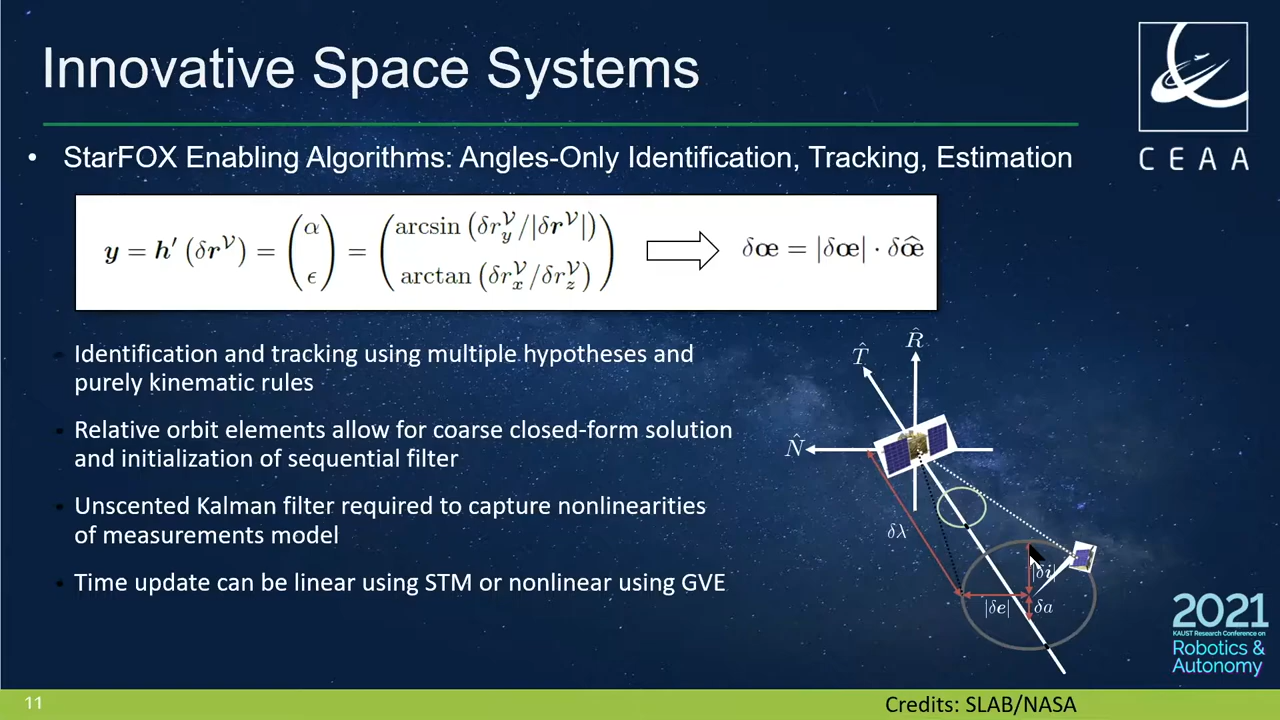 Innovative Space Systems
CEAA
• StarFOX Enabling Algorithms: Angles-Only Identification, Tracking, Estimation
y = h′ (δr^𝒱) = (α ϵ) = (arcsin (δr_y^𝒱/|δr^𝒱|) arctan (δr_x^𝒱/δr_z^𝒱)) ⇨ δœ = |δœ| · δœ̂
Identification and tracking using multiple hypotheses and
purely kinematic rules
Relative orbit elements allow for coarse closed-form solution
and initialization of sequential filter
Unscented Kalman filter required to capture nonlinearities
of measurements model
Time update can be linear using STM or nonlinear using GVE
R̂
T̂
N̂
δλ
|δi|
|δe|
δa
2021
KAUST Research Conference on
Robotics &
Autonomy
11
Credits: SLAB/NASA